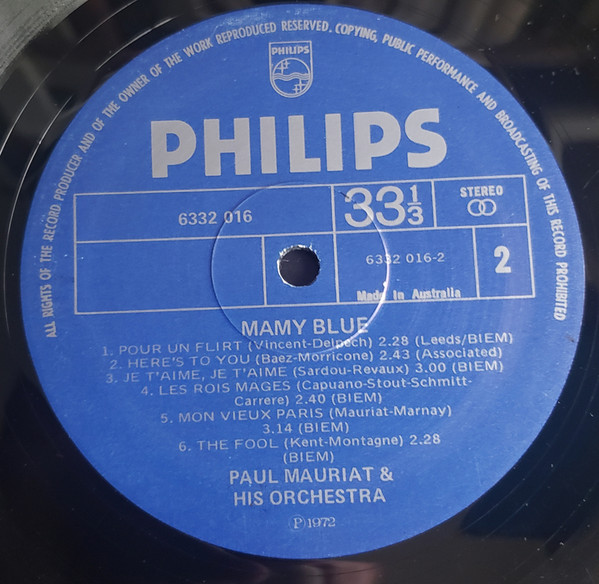 ALL RIGHTS OF THE RECORD PRODUCER AND OF THE OWNER OF THE WORK REPRODUCED RESERVED. COPYING, PUBLIC PERFORMANCE AND BROADCASTING OF THIS RECORD PROHIBITED
PHILIPS
PHILIPS
6332 016
33 1/3
STEREO
6332 016-2
2
Made in Australia
MAMY BLUE
1. POUR UN FLIRT (Vincent-Delpech) 2.28 (Leeds/BIEM)
2. HERE'S TO YOU (Baez-Morricone) 2.43 (Associated)
3. JE T'AIME, JE T'AIME (Sardou-Revaux) 3.00 (BIEM)
4. LES ROIS MAGES (Capuano-Stout-Schmitt-
Carrere) 2.40 (BIEM)
5. MON VIEUX PARIS (Mauriat-Marnay)
3.14 (BIEM)
6. THE FOOL (Kent-Montagne) 2.28
(BIEM)
PAUL MAURIAT &
HIS ORCHESTRA
Ⓟ1972